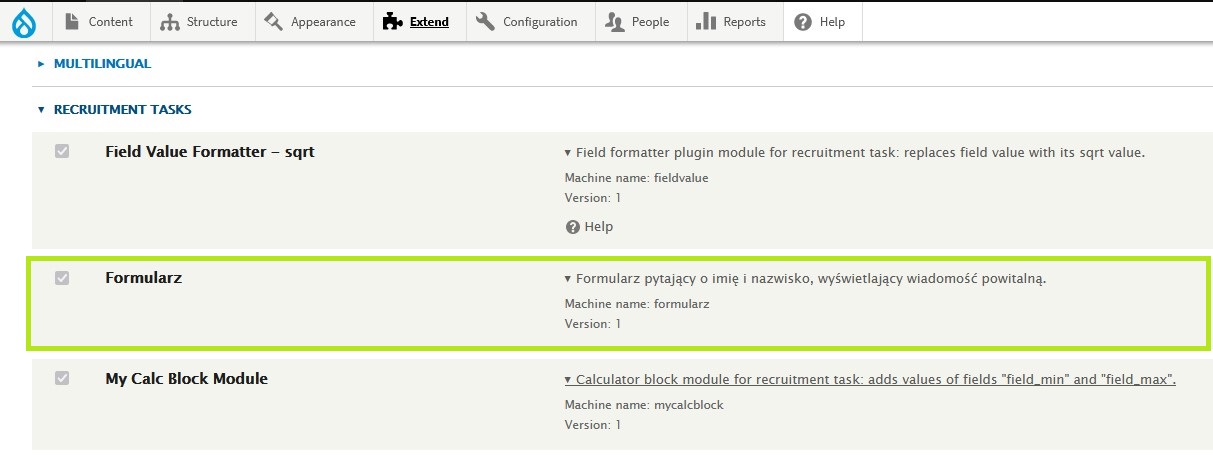 Content Structure Appearance Extend Configuration People Reports Help
MULTILINGUAL
RECRUITMENT TASKS
Field Value Formatter – sqrt
Field formatter plugin module for recruitment task: replaces field value with its sqrt value.
Machine name: fieldvalue
Version: 1
Help
Formularz
Formularz pytający o imię i nazwisko, wyświetlający wiadomość powitalną.
Machine name: formularz
Version: 1
My Calc Block Module
Calculator block module for recruitment task: adds values of fields "field_min" and "field_max".
Machine name: mycalcblock
Version: 1